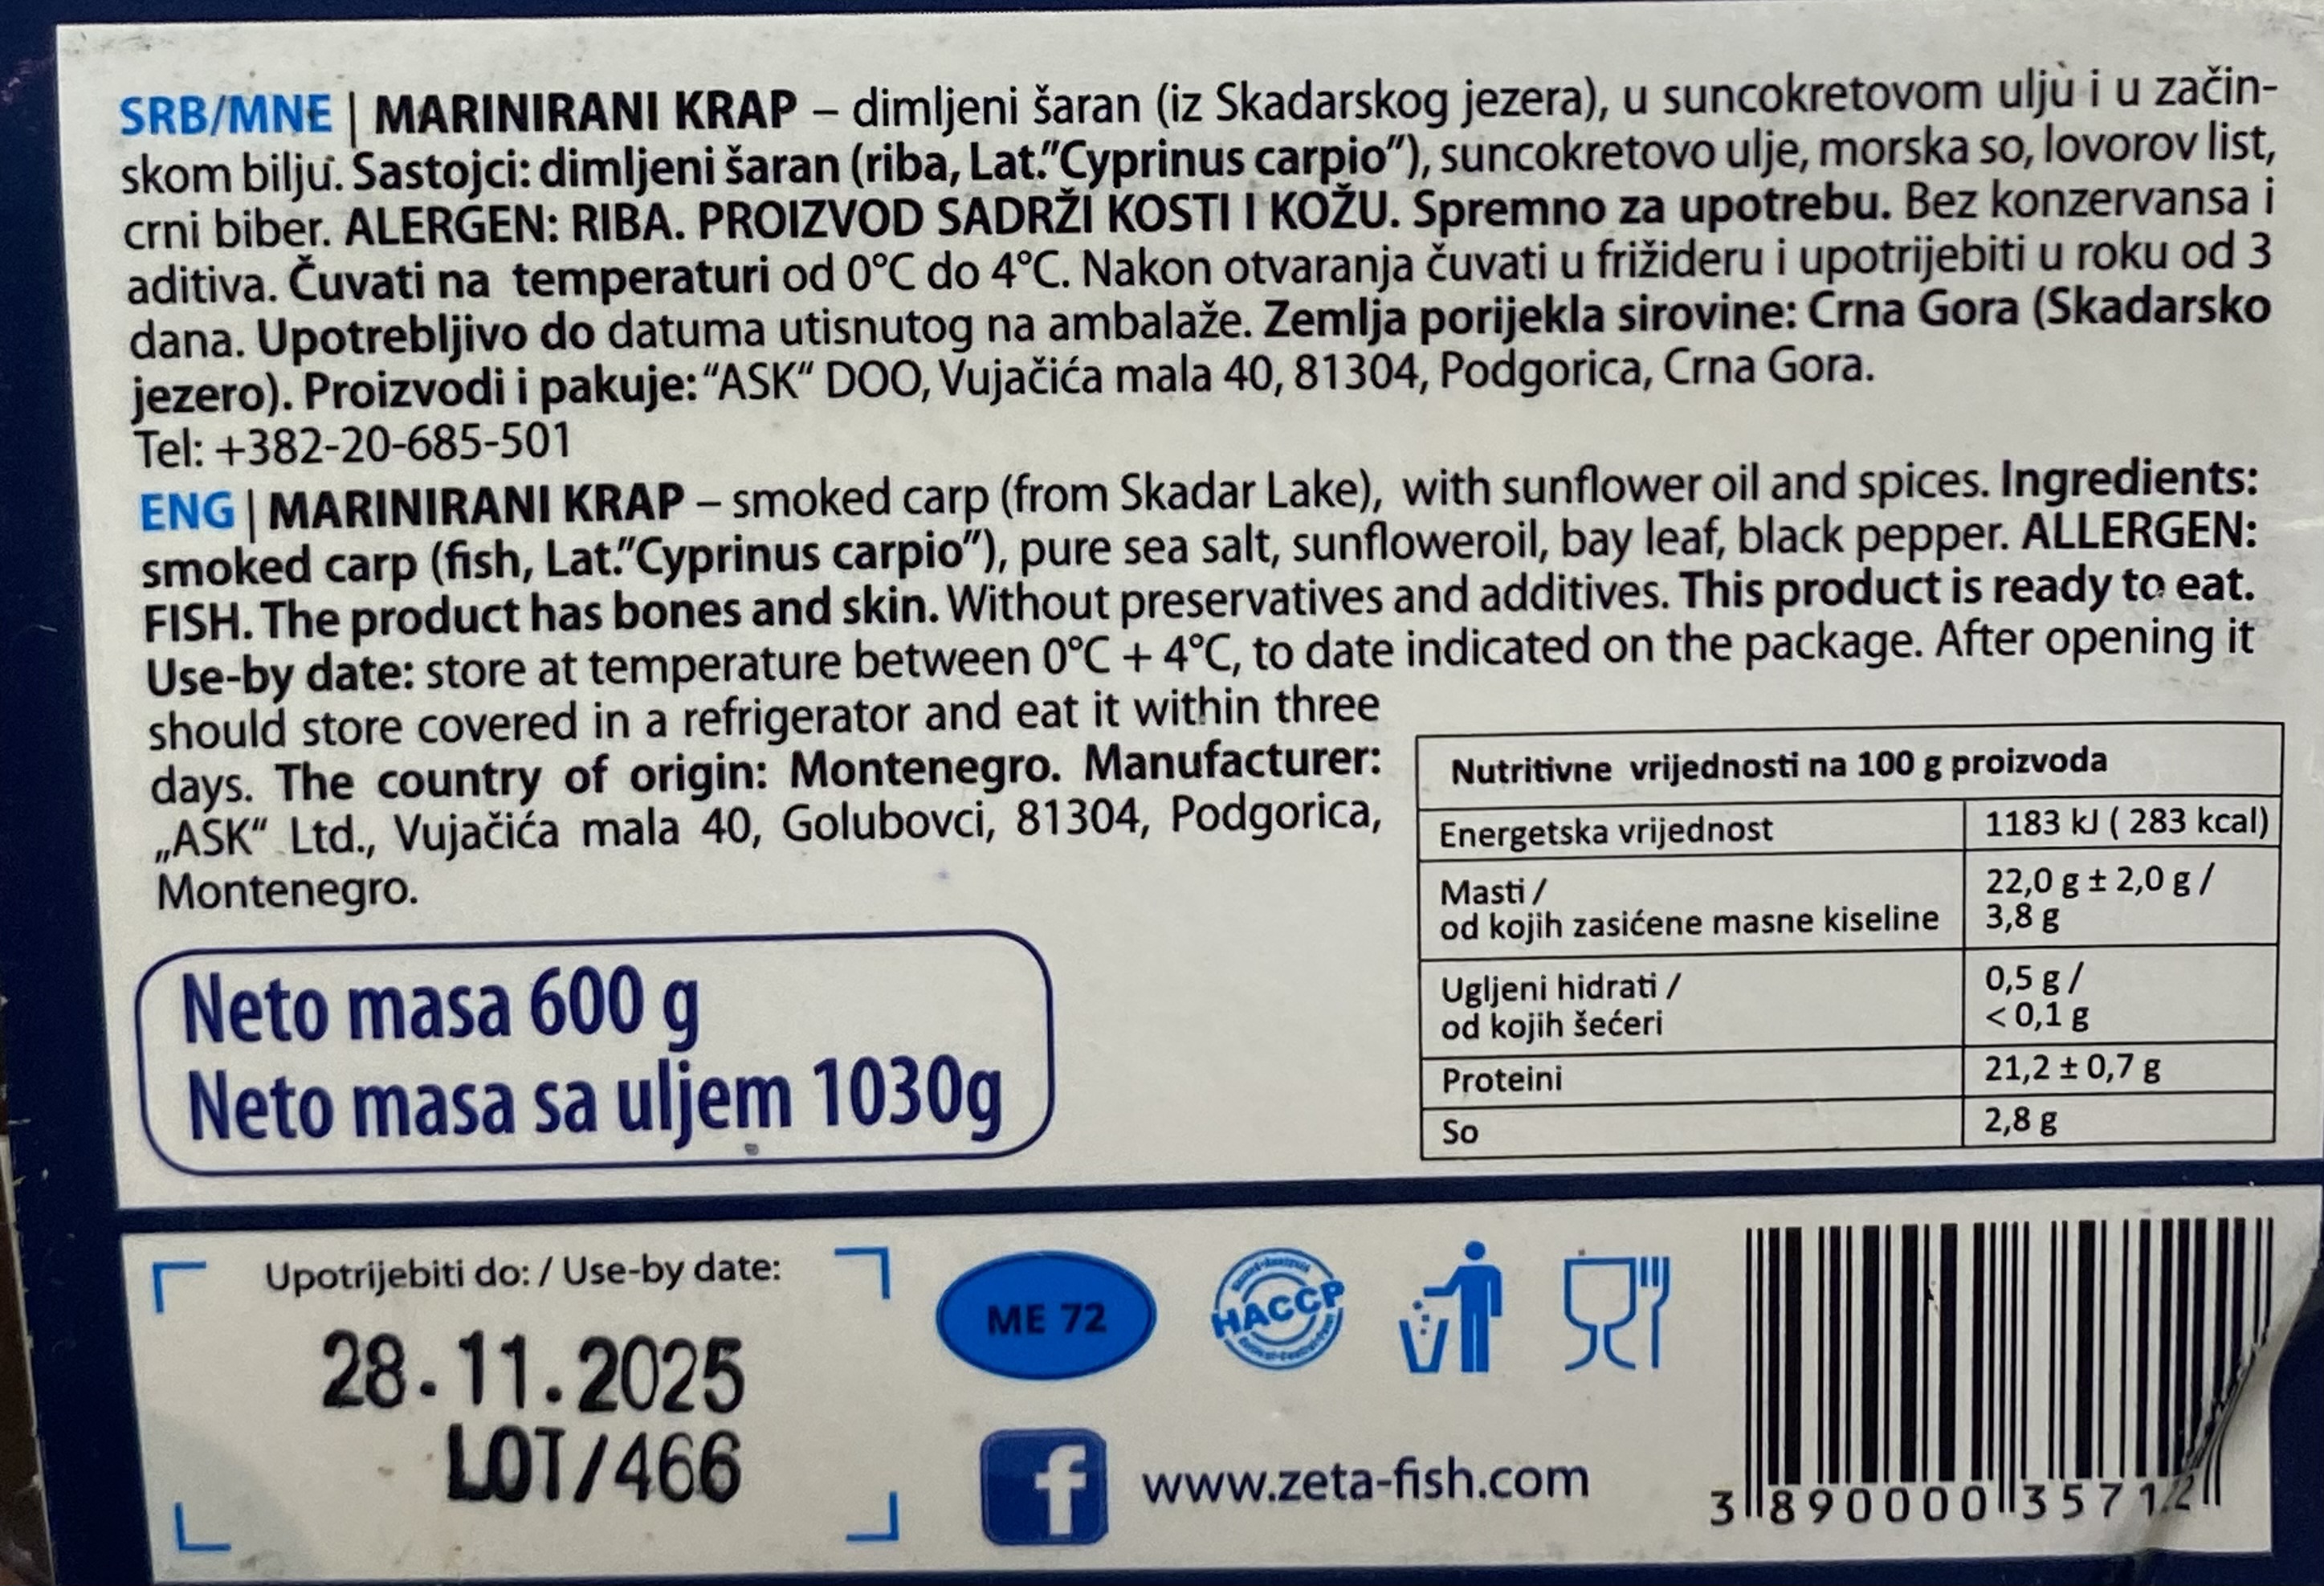 SRB/MNE | MARINIRANI KRAP – dimljeni šaran (iz Skadarskog jezera), u suncokretovom ulju i u začin-
skom bilju. Sastojci: dimljeni šaran (riba, Lat."Cyprinus carpio"), suncokretovo ulje, morska so, lovorov list,
crni biber. ALERGEN: RIBA. PROIZVOD SADRŽI KOSTI I KOŽU. Spremno za upotrebu. Bez konzervansa i
aditiva. Čuvati na temperaturi od 0°C do 4°C. Nakon otvaranja čuvati u frižideru i upotrijebiti u roku od 3
dana. Upotrebljivo do datuma utisnutog na ambalaže. Zemlja porijekla sirovine: Crna Gora (Skadarsko
jezero). Proizvodi i pakuje: "ASK" DOO, Vujačića mala 40, 81304, Podgorica, Crna Gora.
Tel: +382-20-685-501
ENG | MARINIRANI KRAP – smoked carp (from Skadar Lake), with sunflower oil and spices. Ingredients:
smoked carp (fish, Lat."Cyprinus carpio"), pure sea salt, sunfloweroil, bay leaf, black pepper. ALLERGEN:
FISH. The product has bones and skin. Without preservatives and additives. This product is ready to eat.
Use-by date: store at temperature between 0°C + 4°C, to date indicated on the package. After opening it
should store covered in a refrigerator and eat it within three
days. The country of origin: Montenegro. Manufacturer:
„ASK" Ltd., Vujačića mala 40, Golubovci, 81304, Podgorica,
Montenegro.
Nutritivne vrijednosti na 100 g proizvoda
Energetska vrijednost 1183 kJ ( 283 kcal)
Masti / 22,0 g ± 2,0 g /
od kojih zasićene masne kiseline 3,8 g
Ugljeni hidrati / 0,5 g /
od kojih šećeri < 0,1 g
Proteini 21,2 ± 0,7 g
So 2,8 g
Neto masa 600 g
Neto masa sa uljem 1030g
Upotrijebiti do: / Use-by date:
28.11.2025
LOT/466
ME 72
HACCP
f
www.zeta-fish.com
3 890000 35712